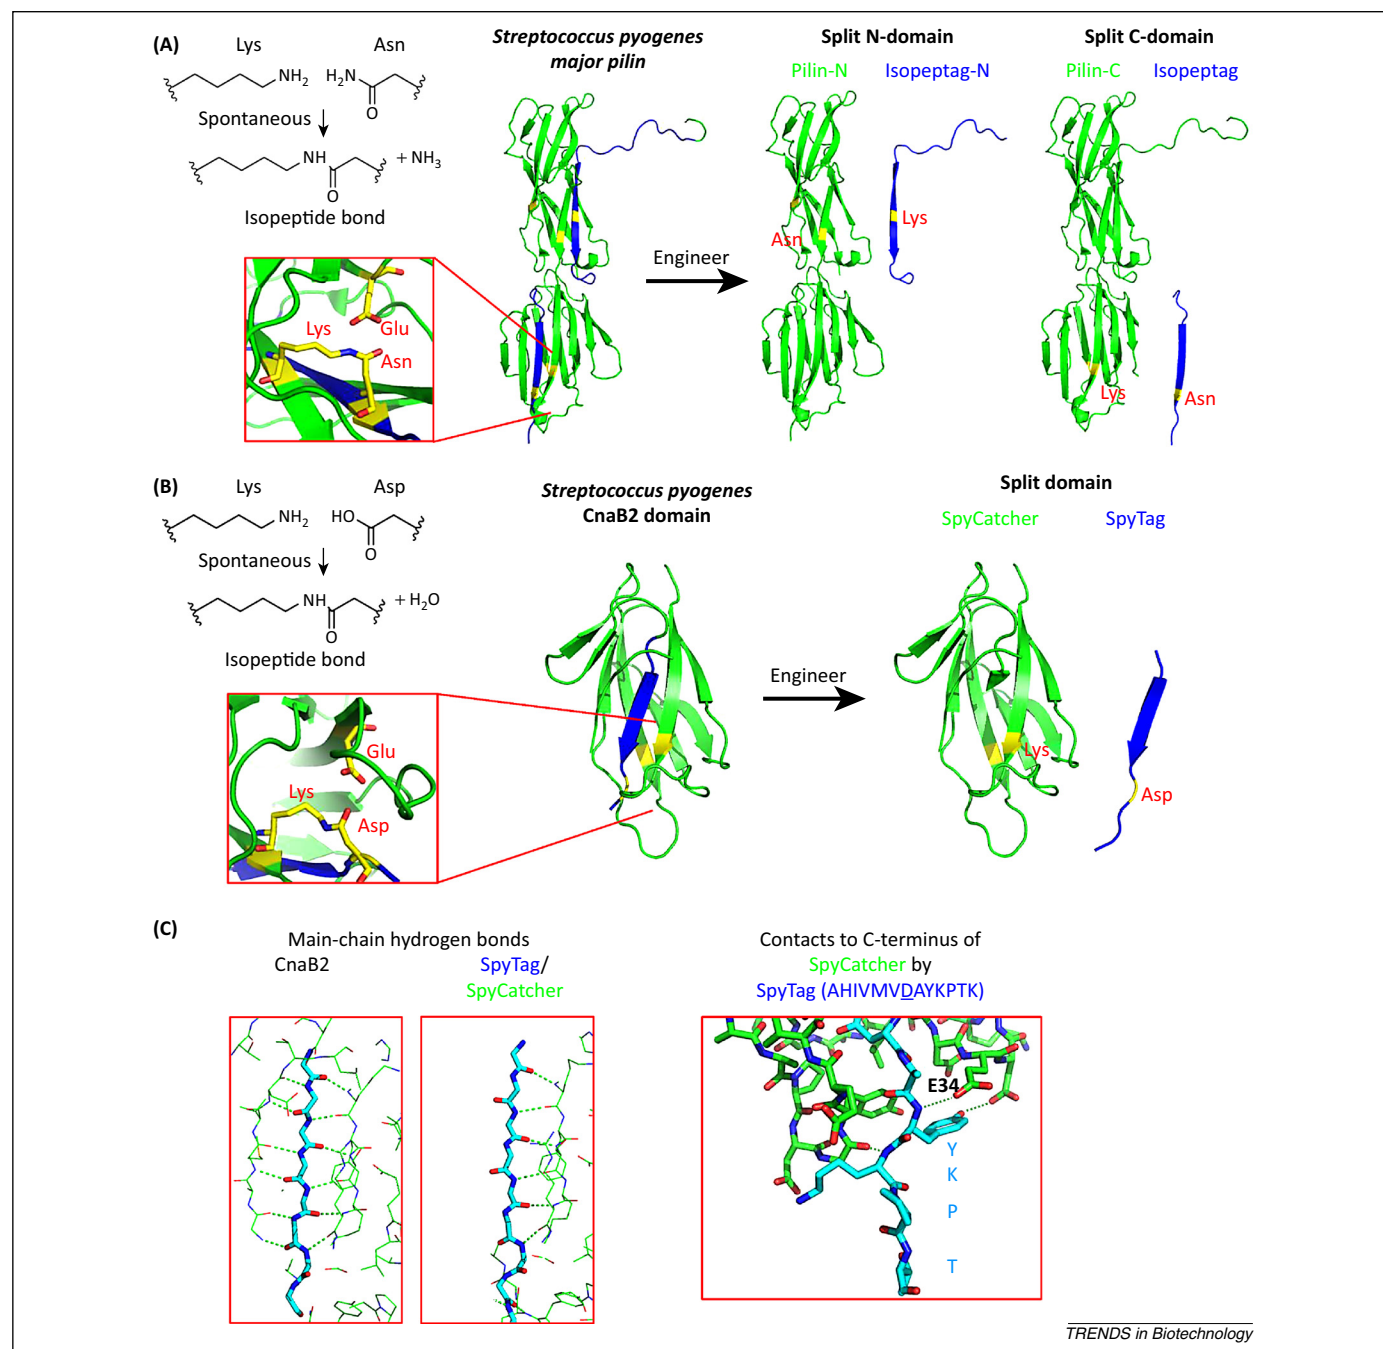 (A)
Lys Asn
NH2 H2N
O
Spontaneous
NH + NH3
O
Isopeptide bond
Lys Glu
Asn
Streptococcus pyogenes
major pilin
Engineer
Split N-domain
Pilin-N Isopeptag-N
Asn Lys
Split C-domain
Pilin-C Isopeptag
Lys Asn
(B)
Lys Asp
NH2 HO
O
Spontaneous
NH + H2O
O
Isopeptide bond
Glu
Lys
Asp
Streptococcus pyogenes
CnaB2 domain
Engineer
Split domain
SpyCatcher SpyTag
Lys Asp
(C)
Main-chain hydrogen bonds
CnaB2 SpyTag/
SpyCatcher
Contacts to C-terminus of
SpyCatcher by
SpyTag (AHIVMVDAYKPTK)
E34
Y
K
P
T
TRENDS in Biotechnology